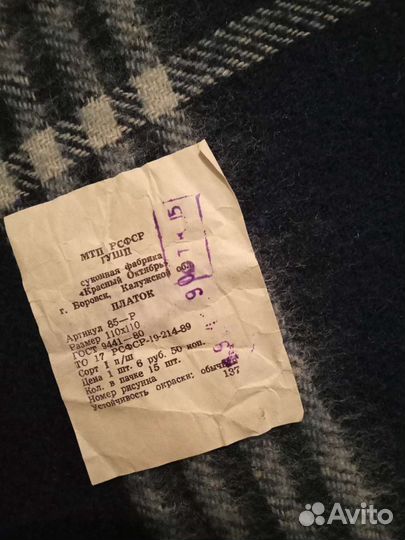 МТП РСФСР
ГУШП
суконная фабрика
«Красный Октябрь»
г. Боровск, Калужской обл.
ПЛАТОК
Артикул 85—Р
Размер 110х110
ГОСТ 9441—80
ТО 17 РСФСР-19-214-89
Сорт 1 п/ш
Цена 1 шт. 6 руб. 50 коп.
Кол. в пачке 15 шт.
Номер рисунка 137
Устойчивость окраски: обычная
Avito